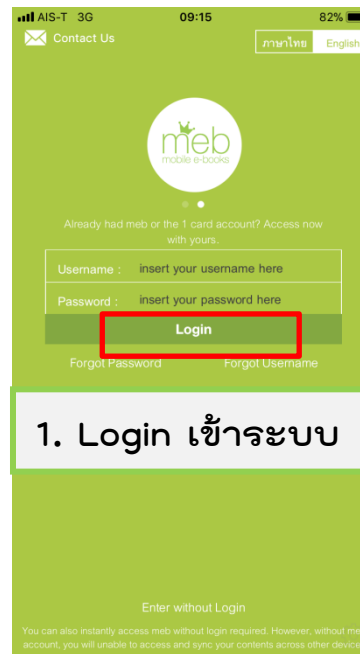 AIS-T 3G 09:15 82%
Contact Us ภาษาไทย English
meb
mobile e-books
Already had meb or the 1 card account? Access now
with yours.
Username : insert your username here
Password : insert your password here
Login
Forgot Password Forgot Username
1. Login เข้าระบบ
Enter without Login
You can also instantly access meb without login required. However, without me
account, you will unable to access and sync your contents across other device